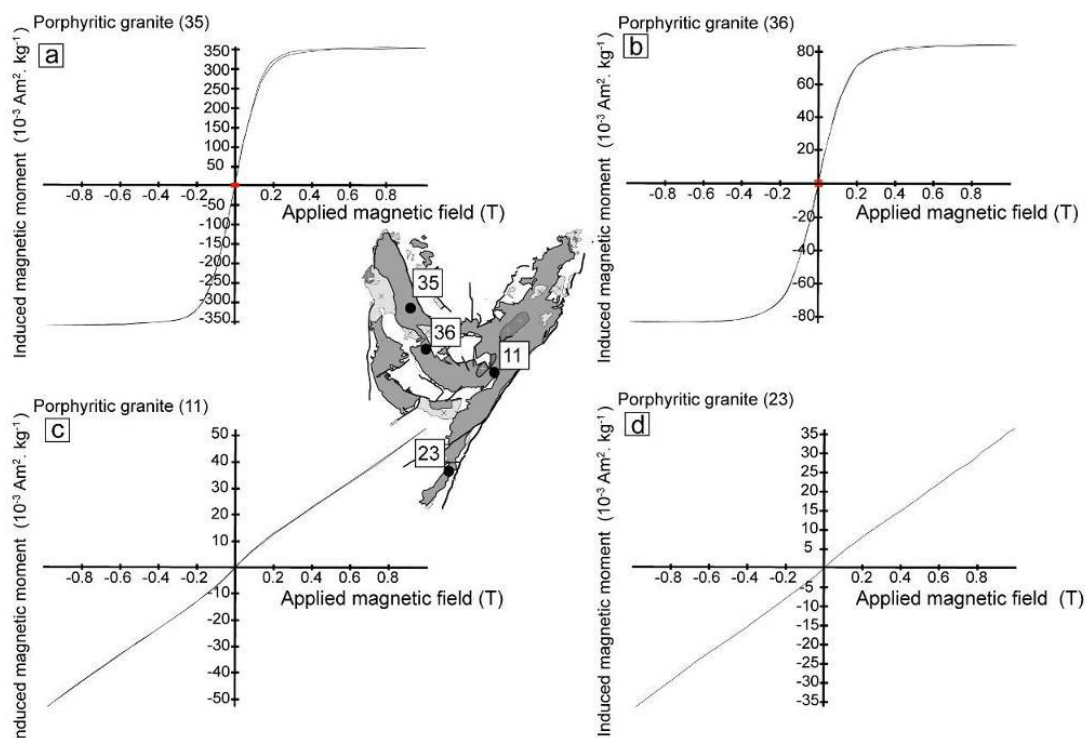 Porphyritic granite (35)
a
Induced magnetic moment (10⁻³ Am². kg⁻¹)
350
300
250
200
150
100
50
-0.8 -0.6 -0.4 -0.2 0.2 0.4 0.6 0.8
-50
-100
-150
-200
-250
-300
-350
Applied magnetic field (T)
Porphyritic granite (36)
b
Induced magnetic moment (10⁻³ Am². kg⁻¹)
80
60
40
20
-0.8 -0.6 -0.4 -0.2 0.2 0.4 0.6 0.8
-20
-40
-60
-80
Applied magnetic field (T)
35
36
11
23
Porphyritic granite (11)
c
nduced magnetic moment (10⁻³ Am². kg⁻¹)
50
40
30
20
10
-0.8 -0.6 -0.4 -0.2 0.2 0.4 0.6 0.8
-10
-20
-30
-40
-50
Applied magnetic field (T)
Porphyritic granite (23)
d
Induced magnetic moment (10⁻³ Am². kg⁻¹)
35
30
25
20
15
10
5
-0.8 -0.6 -0.4 -0.2 0.2 0.4 0.6 0.8
-5
-10
-15
-20
-25
-30
-35
Applied magnetic field (T)